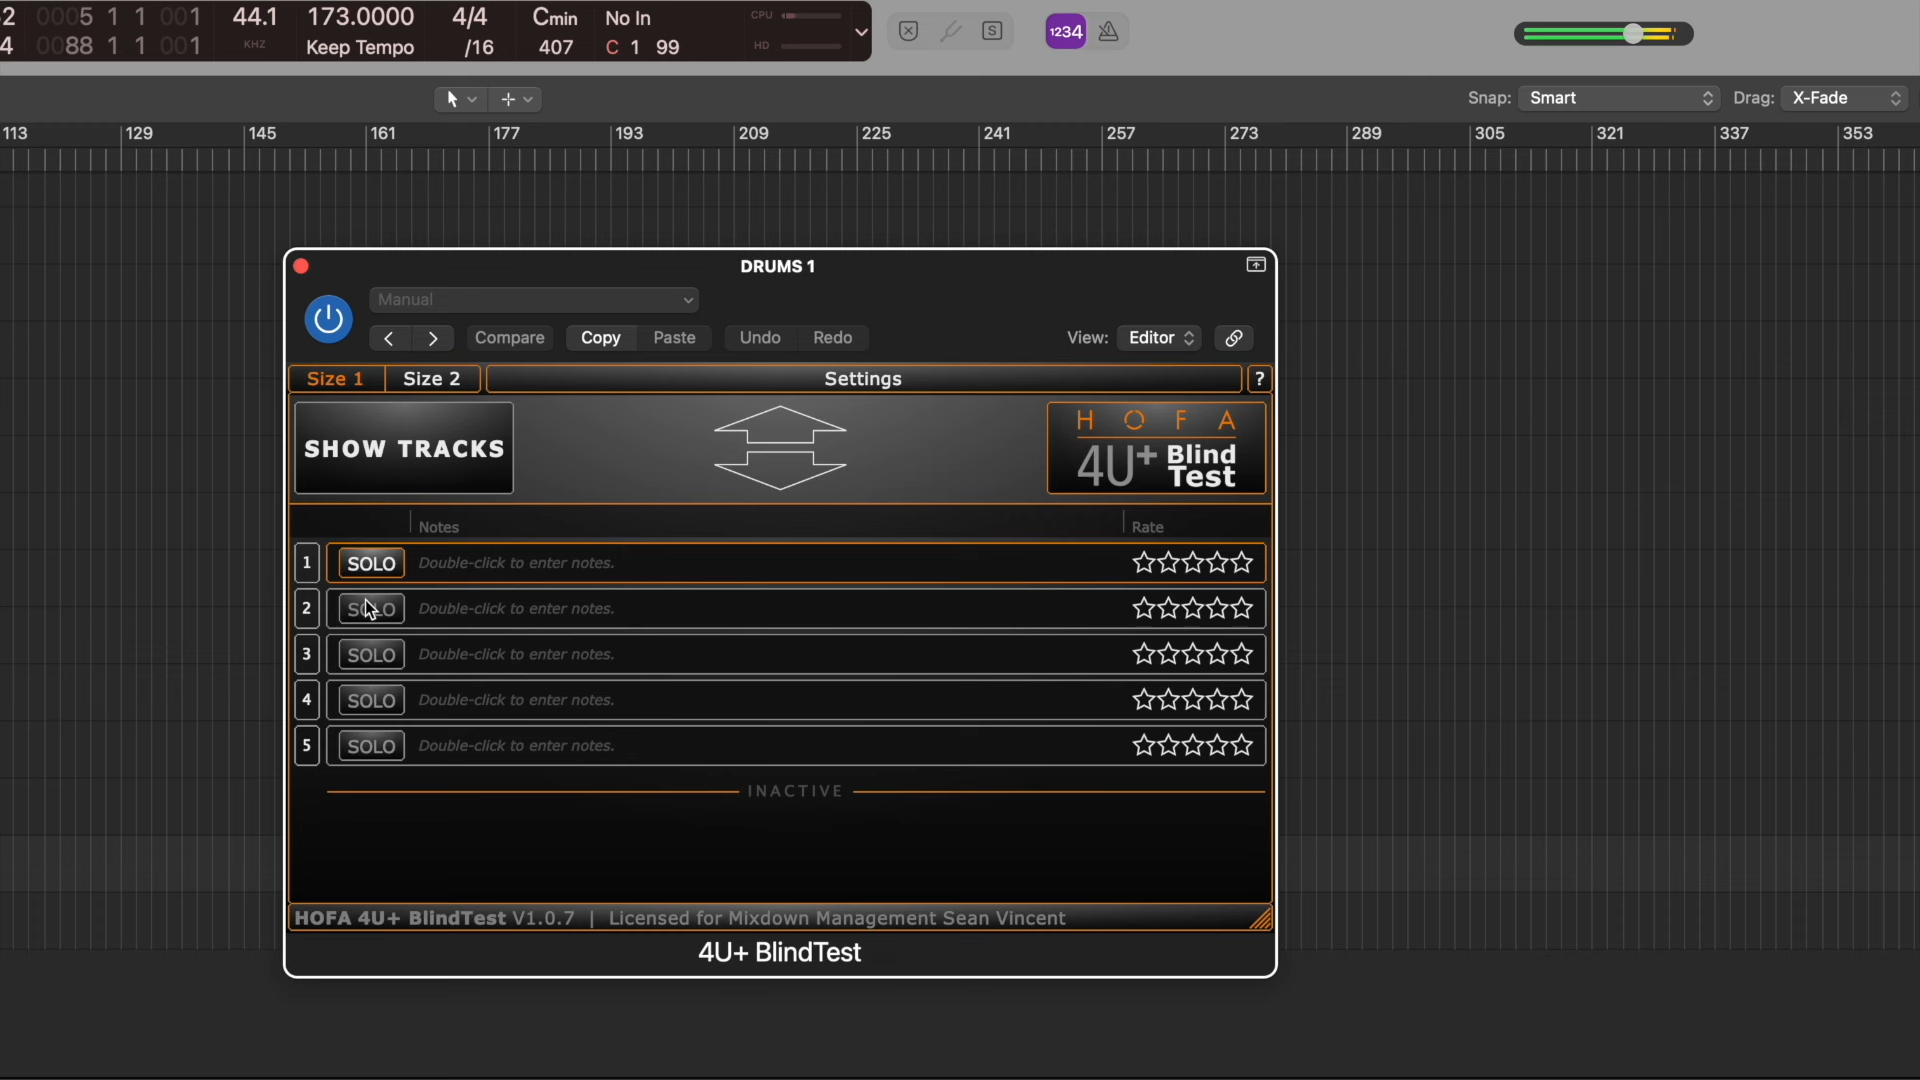 2 0005 1 1 001 44.1 173.0000 4/4 Cmin No In CPU 1234
4 0088 1 1 001 KHZ Keep Tempo /16 407 C 1 99 HD
Snap: Smart Drag: X-Fade
113 129 145 161 177 193 209 225 241 257 273 289 305 321 337 353
DRUMS 1
Manual
Compare Copy Paste Undo Redo View: Editor
Size 1 Size 2 Settings ?
SHOW TRACKS
HOFA
4U+ Blind Test
Notes Rate
1 SOLO Double-click to enter notes.
2 SOLO Double-click to enter notes.
3 SOLO Double-click to enter notes.
4 SOLO Double-click to enter notes.
5 SOLO Double-click to enter notes.
INACTIVE
HOFA 4U+ BlindTest V1.0.7 | Licensed for Mixdown Management Sean Vincent
4U+ BlindTest